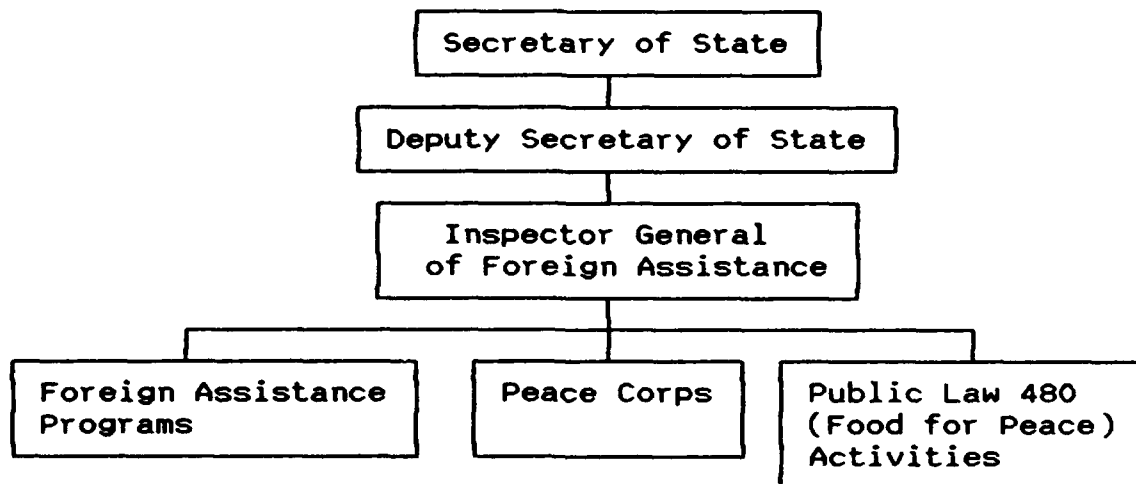 Secretary of State
Deputy Secretary of State
Inspector General
of Foreign Assistance
Foreign Assistance
Programs
Peace Corps
Public Law 480
(Food for Peace)
Activities